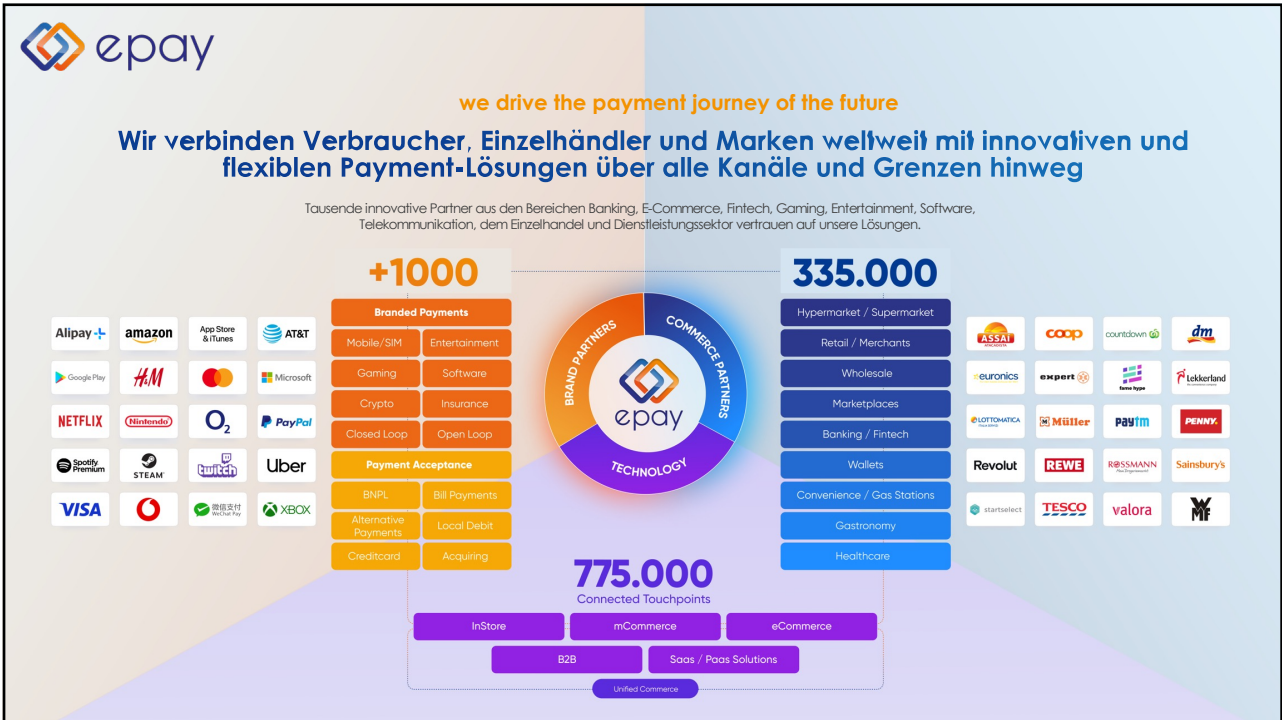 epay
we drive the payment journey of the future
Wir verbinden Verbraucher, Einzelhändler und Marken weltweit mit innovativen und
flexiblen Payment-Lösungen über alle Kanäle und Grenzen hinweg
Tausende innovative Partner aus den Bereichen Banking, E-Commerce, Fintech, Gaming, Entertainment, Software,
Telekommunikation, dem Einzelhandel und Dienstleistungssektor vertrauen auf unsere Lösungen.
+1000
Branded Payments
Mobile/SIM
Entertainment
Gaming
Software
Crypto
Insurance
Closed Loop
Open Loop
Payment Acceptance
BNPL
Bill Payments
Alternative
Payments
Local Debit
Creditcard
Acquiring
Alipay+
amazon
App Store
& iTunes
AT&T
Google Play
H&M
Microsoft
NETFLIX
Nintendo
O2
PayPal
Spotify
Premium
STEAM
twitch
Uber
VISA
微信支付
WeChat Pay
XBOX
BRAND PARTNERS
COMMERCE PARTNERS
TECHNOLOGY
epay
335.000
Hypermarket / Supermarket
Retail / Merchants
Wholesale
Marketplaces
Banking / Fintech
Wallets
Convenience / Gas Stations
Gastronomy
Healthcare
ASSAÍ
ATACADISTA
coop
countdown
dm
euronics
expert
fame hype
Lekkerland
LOTTOMATICA
Müller
paytm
PENNY.
Revolut
REWE
ROSSMANN
Sainsbury's
startselect
TESCO
valora
WMF
775.000
Connected Touchpoints
InStore
mCommerce
eCommerce
B2B
Saas / Paas Solutions
Unified Commerce